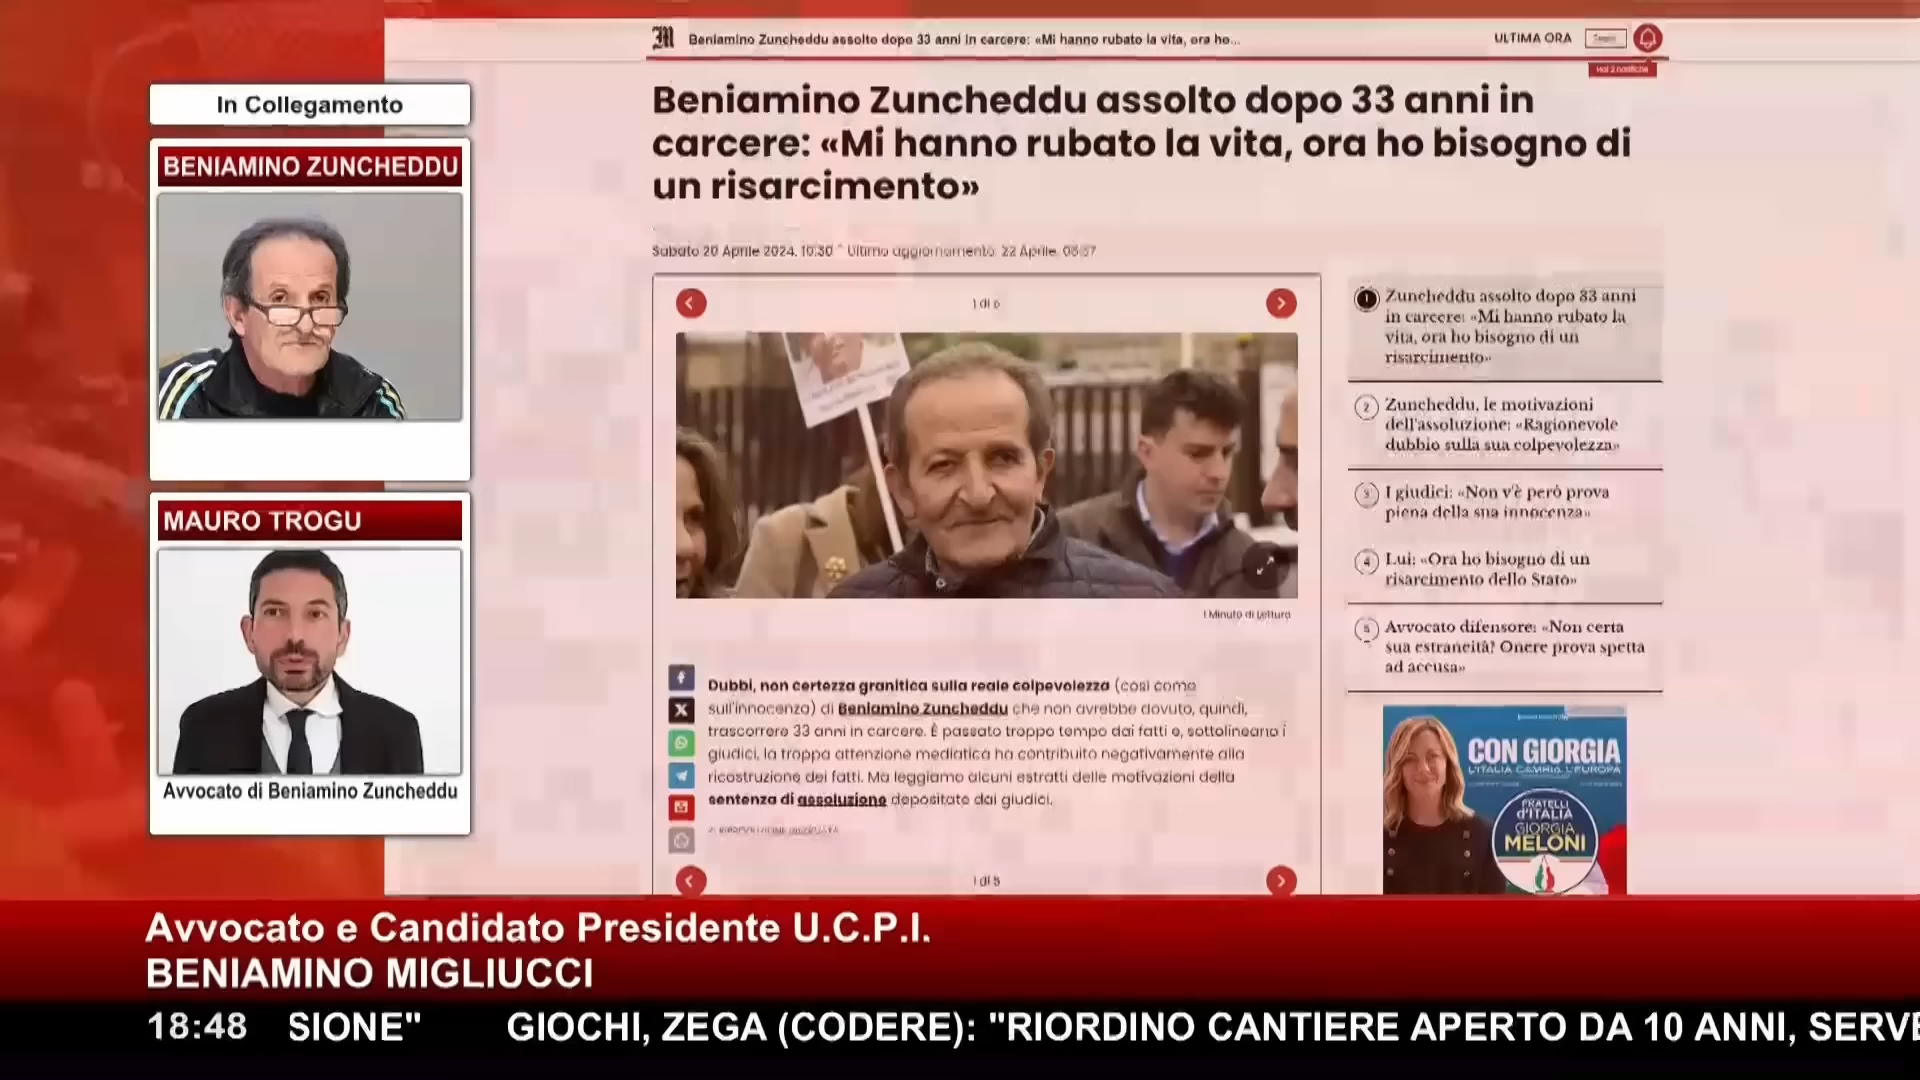 In Collegamento
BENIAMINO ZUNCHEDDU
MAURO TROGU
Avvocato di Beniamino Zuncheddu
M Beniamino Zuncheddu assolto dopo 33 anni in carcere: «Mi hanno rubato la vita, ora ho...
ULTIMA ORA
Hai 2 notifiche
Beniamino Zuncheddu assolto dopo 33 anni in
carcere: «Mi hanno rubato la vita, ora ho bisogno di
un risarcimento»
Sabato 20 Aprile 2024, 10:30
Ultimo aggiornamento: 22 Aprile,
1 di
1 Minuto di Lettura
Dubbi, non certezza granitica sulla reale colpevolezza (così come
sull'innocenza) di Beniamino Zuncheddu che non avrebbe dovuto, quindi,
trascorrere 33 anni in carcere. È passato troppo tempo dai fatti e, sottolineano i
giudici, la troppa attenzione mediatica ha contribuito negativamente alla
ricostruzione dei fatti. Ma leggiamo alcuni estratti delle motivazioni della
sentenza di assoluzione depositate dai giudici.
1 di 5
1 Zuncheddu assolto dopo 33 anni
in carcere: «Mi hanno rubato la
vita, ora ho bisogno di un
risarcimento»
2 Zuncheddu, le motivazioni
dell'assoluzione: «Ragionevole
dubbio sulla sua colpevolezza»
3 I giudici: «Non v'è però prova
piena della sua innocenza»
4 Lui: «Ora ho bisogno di un
risarcimento dello Stato»
5 Avvocato difensore: «Non certa
sua estraneità? Onere prova spetta
ad accusa»
CON GIORGIA
L'ITALIA CAMBIA L'EUROPA
FRATELLI
d'ITALIA
GIORGIA
MELONI
Avvocato e Candidato Presidente U.C.P.I.
BENIAMINO MIGLIUCCI
18:48 SIONE" GIOCHI, ZEGA (CODERE): "RIORDINO CANTIERE APERTO DA 10 ANNI, SERVE